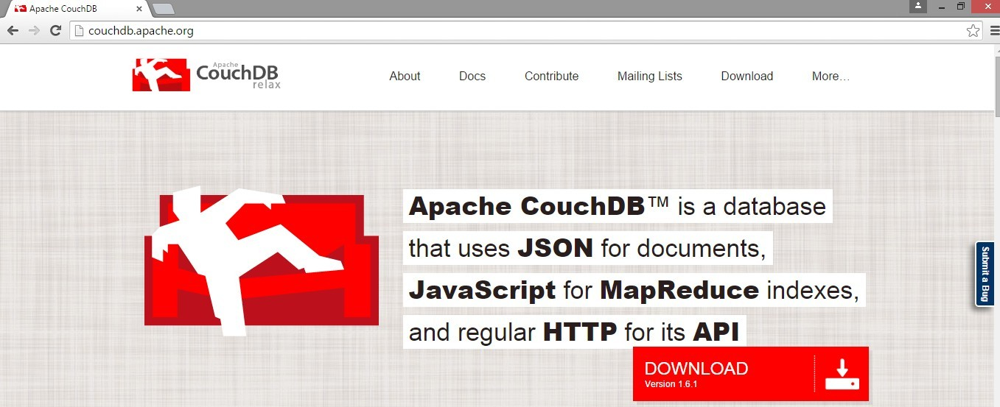 Apache CouchDB
couchdb.apache.org
Apache
CouchDB
relax
About
Docs
Contribute
Mailing Lists
Download
More...
Apache CouchDB™ is a database
that uses JSON for documents,
JavaScript for MapReduce indexes,
and regular HTTP for its API
Submit a Bug
DOWNLOAD
Version 1.6.1